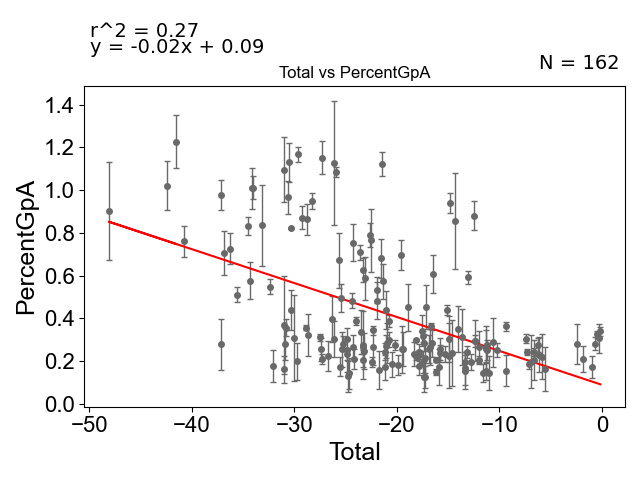 r^2 = 0.27
y = -0.02x + 0.09
N = 162
Total vs PercentGpA
PercentGpA
1.4
1.2
1.0
0.8
0.6
0.4
0.2
0.0
−50 −40 −30 −20 −10 0
Total